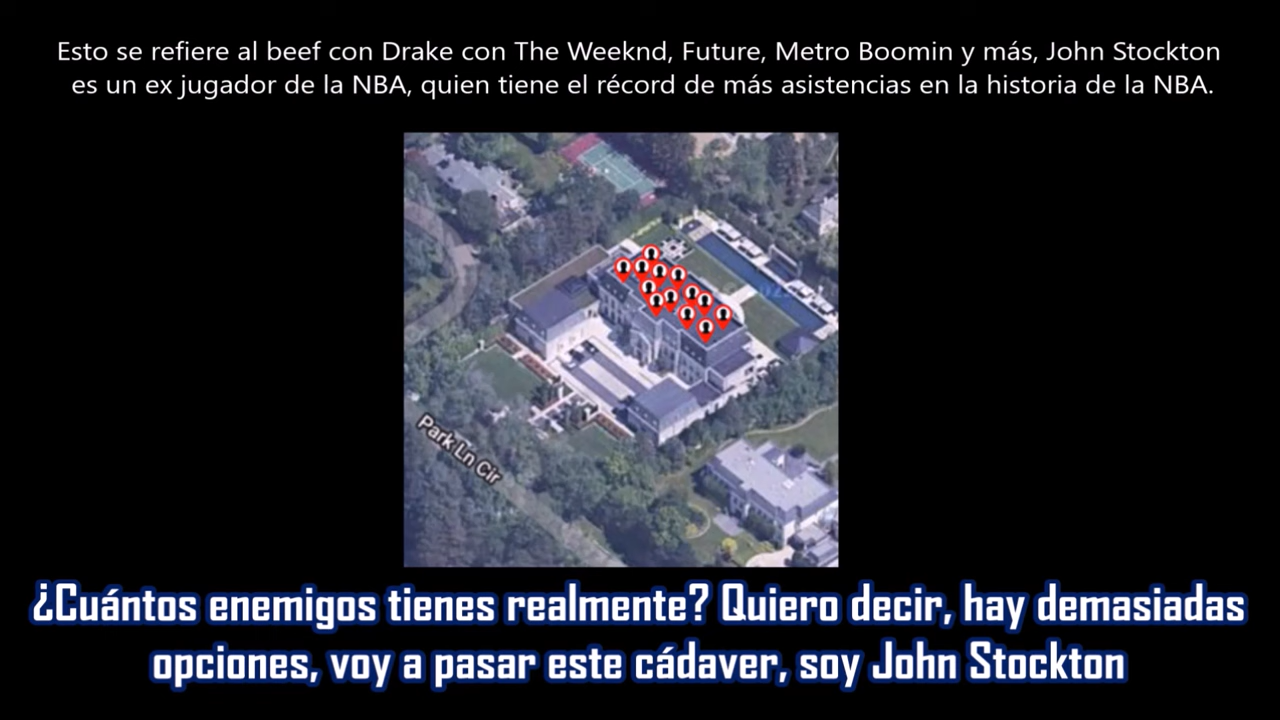 Esto se refiere al beef con Drake con The Weeknd, Future, Metro Boomin y más, John Stockton
es un ex jugador de la NBA, quien tiene el récord de más asistencias en la historia de la NBA.
Park Ln Cir
¿Cuántos enemigos tienes realmente? Quiero decir, hay demasiadas
opciones, voy a pasar este cádaver, soy John Stockton